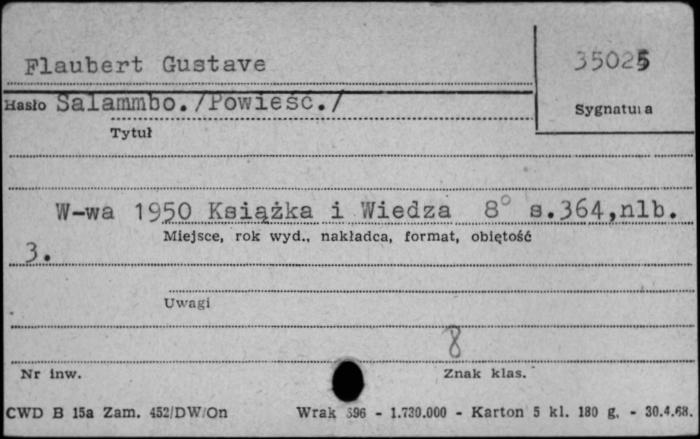 Flaubert Gustave
35025
Hasło Salammbo./Powieść./
Sygnatura
Tytuł
W-wa 1950 Książka i Wiedza 8° s.364,nlb.
Miejsce, rok wyd., nakładca, format, objętość
3.
Uwagi
8
Nr inw.
Znak klas.
CWD B 15a Zam. 452/DW/On Wrak 396 - 1.730.000 - Karton 5 kl. 180 g. - 30.4.68.